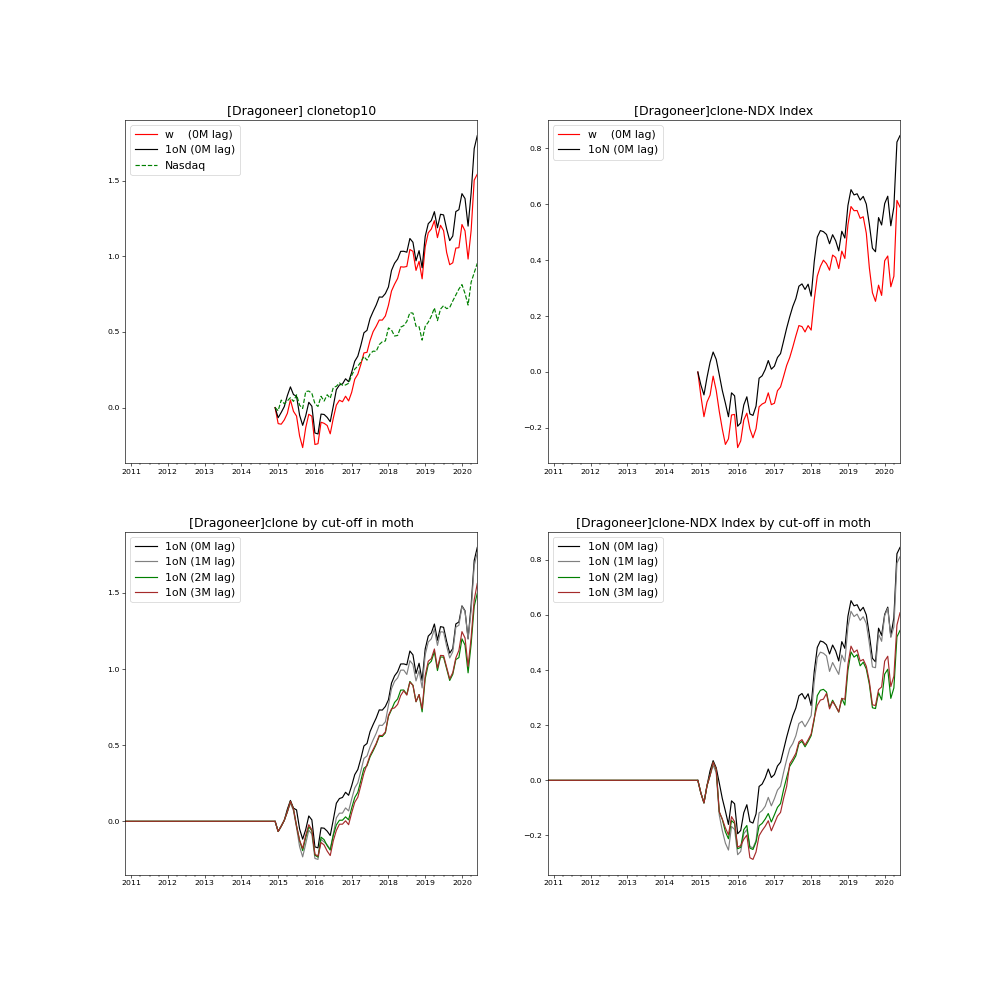 [Dragoneer] clonetop10
w    (0M lag)
1oN (0M lag)
Nasdaq
1.5
1.0
0.5
0.0
2011 2012 2013 2014 2015 2016 2017 2018 2019 2020
[Dragoneer]clone-NDX Index
w    (0M lag)
1oN (0M lag)
0.8
0.6
0.4
0.2
0.0
−0.2
2011 2012 2013 2014 2015 2016 2017 2018 2019 2020
[Dragoneer]clone by cut-off in moth
1oN (0M lag)
1oN (1M lag)
1oN (2M lag)
1oN (3M lag)
1.5
1.0
0.5
0.0
2011 2012 2013 2014 2015 2016 2017 2018 2019 2020
[Dragoneer]clone-NDX Index by cut-off in moth
1oN (0M lag)
1oN (1M lag)
1oN (2M lag)
1oN (3M lag)
0.8
0.6
0.4
0.2
0.0
−0.2
2011 2012 2013 2014 2015 2016 2017 2018 2019 2020